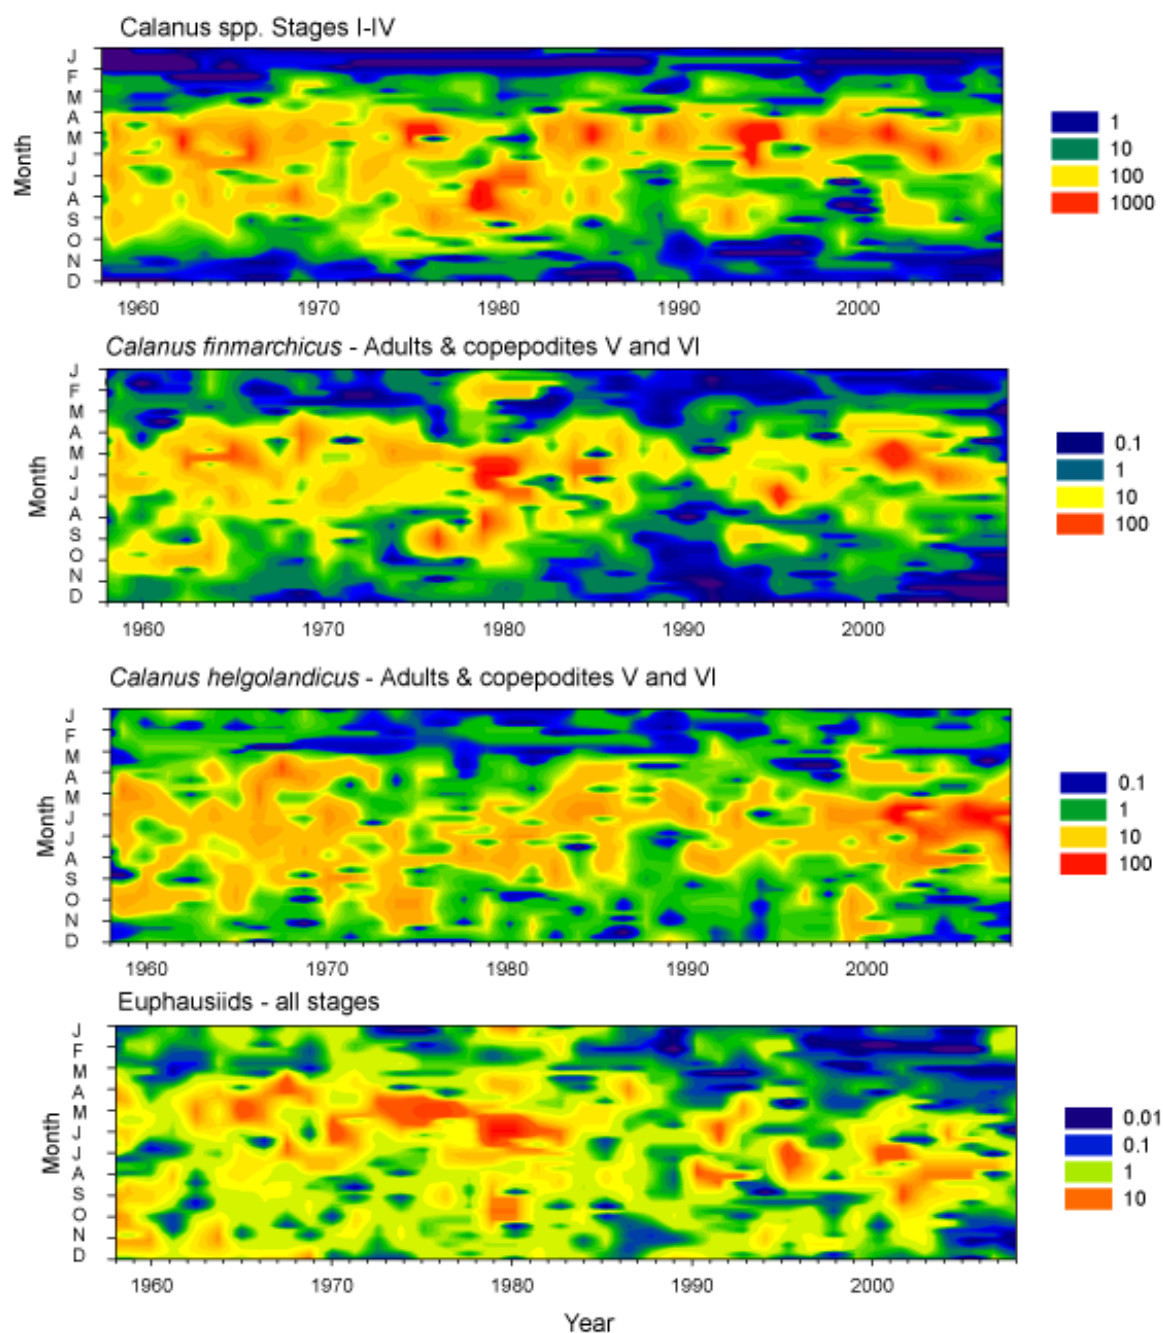 Calanus spp. Stages I-IV
Month
J
F
M
A
M
J
J
A
S
O
N
D
1960 1970 1980 1990 2000
1
10
100
1000
Calanus finmarchicus - Adults & copepodites V and VI
Month
J
F
M
A
M
J
J
A
S
O
N
D
1960 1970 1980 1990 2000
0.1
1
10
100
Calanus helgolandicus - Adults & copepodites V and VI
Month
J
F
M
A
M
J
J
A
S
O
N
D
1960 1970 1980 1990 2000
0.1
1
10
100
Euphausiids - all stages
Month
J
F
M
A
M
J
J
A
S
O
N
D
1960 1970 1980 1990 2000
0.01
0.1
1
10
Year